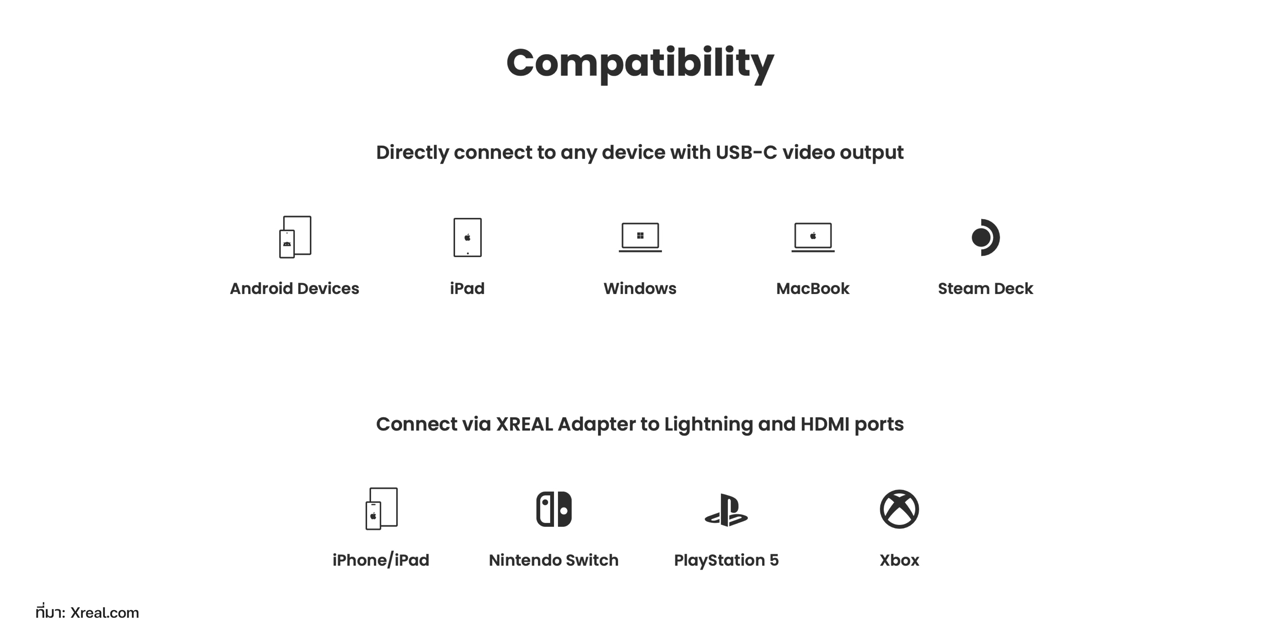 Compatibility
Directly connect to any device with USB-C video output
Android Devices
iPad
Windows
MacBook
Steam Deck
Connect via XREAL Adapter to Lightning and HDMI ports
iPhone/iPad
Nintendo Switch
PlayStation 5
Xbox
ที่มา: Xreal.com